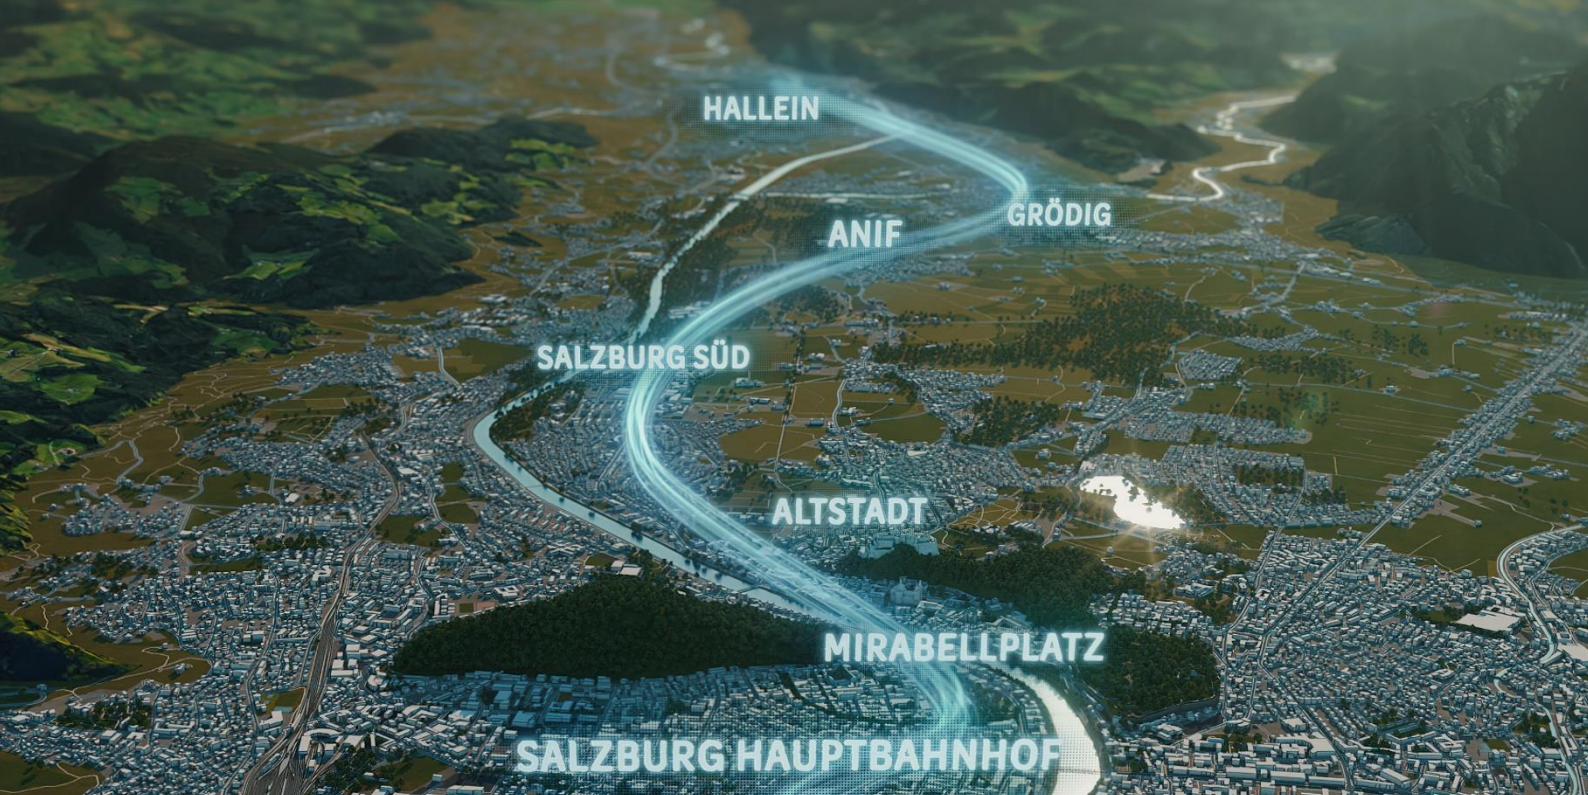 HALLEIN
GRÖDIG
ANIF
SALZBURG SÜD
ALTSTADT
MIRABELLPLATZ
SALZBURG HAUPTBAHNHOF